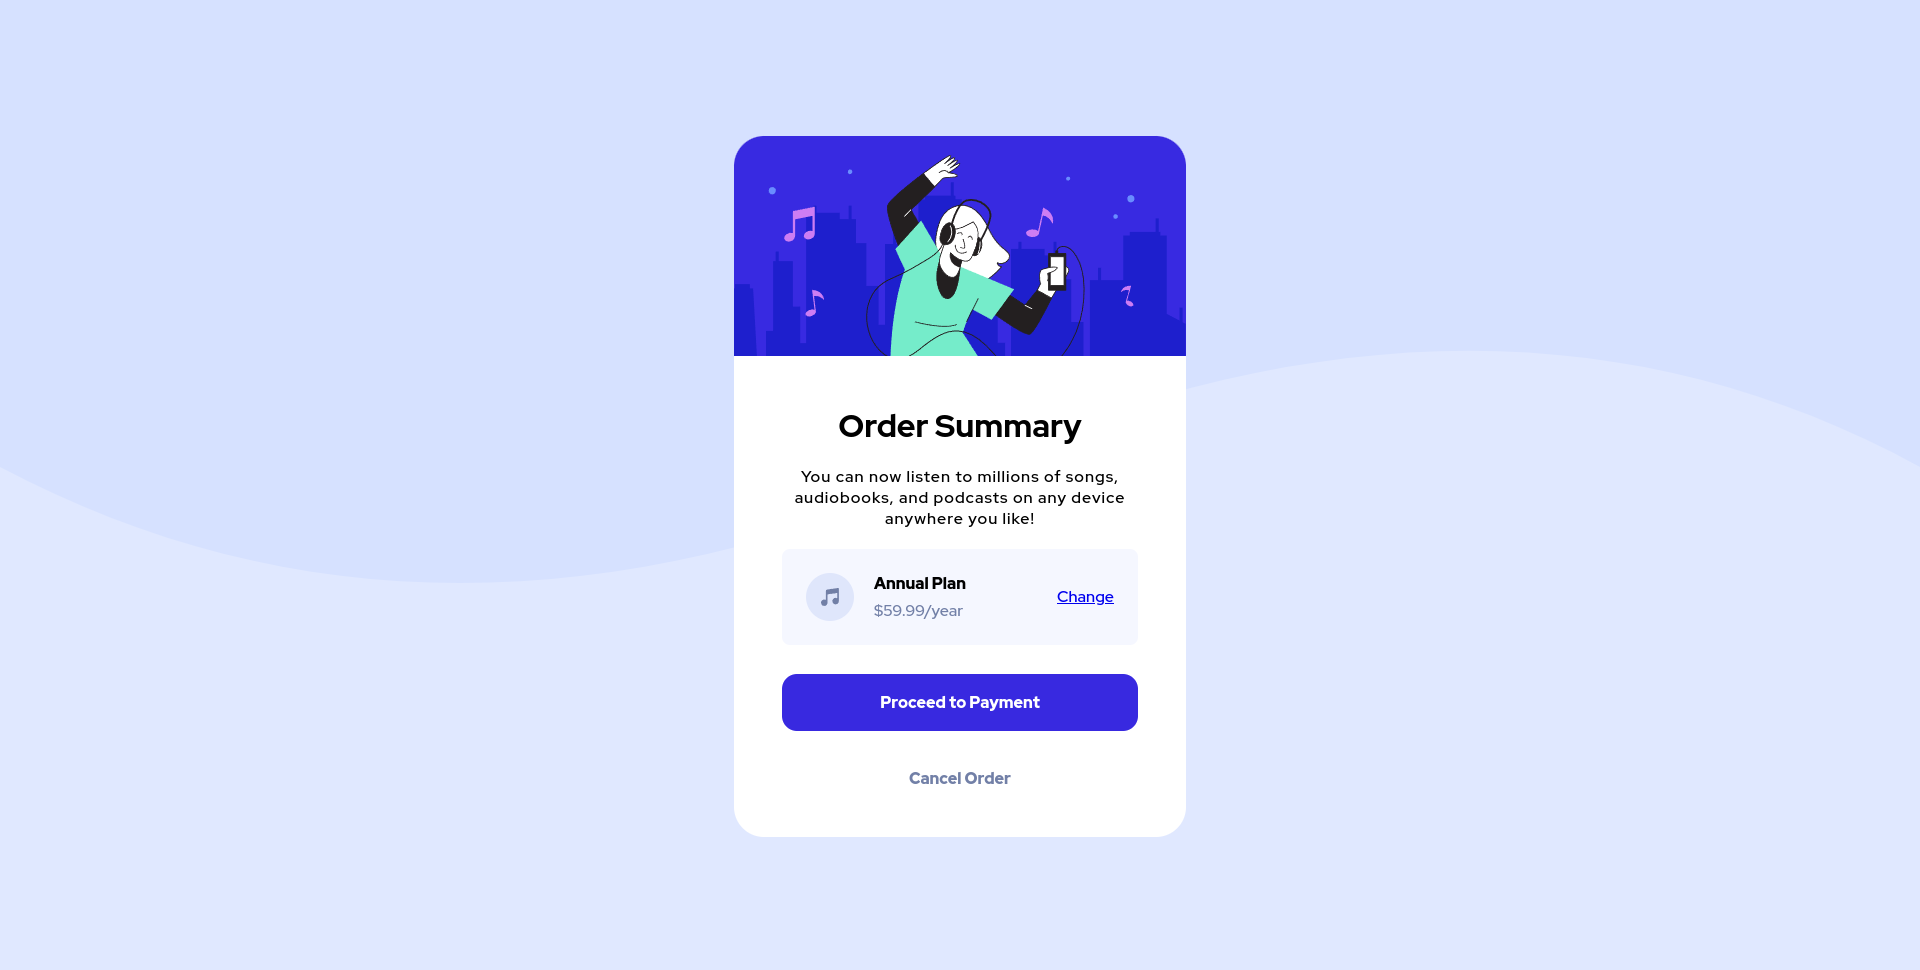 Order Summary
You can now listen to millions of songs,
audiobooks, and podcasts on any device
anywhere you like!
Annual Plan
$59.99/year
Change
Proceed to Payment
Cancel Order